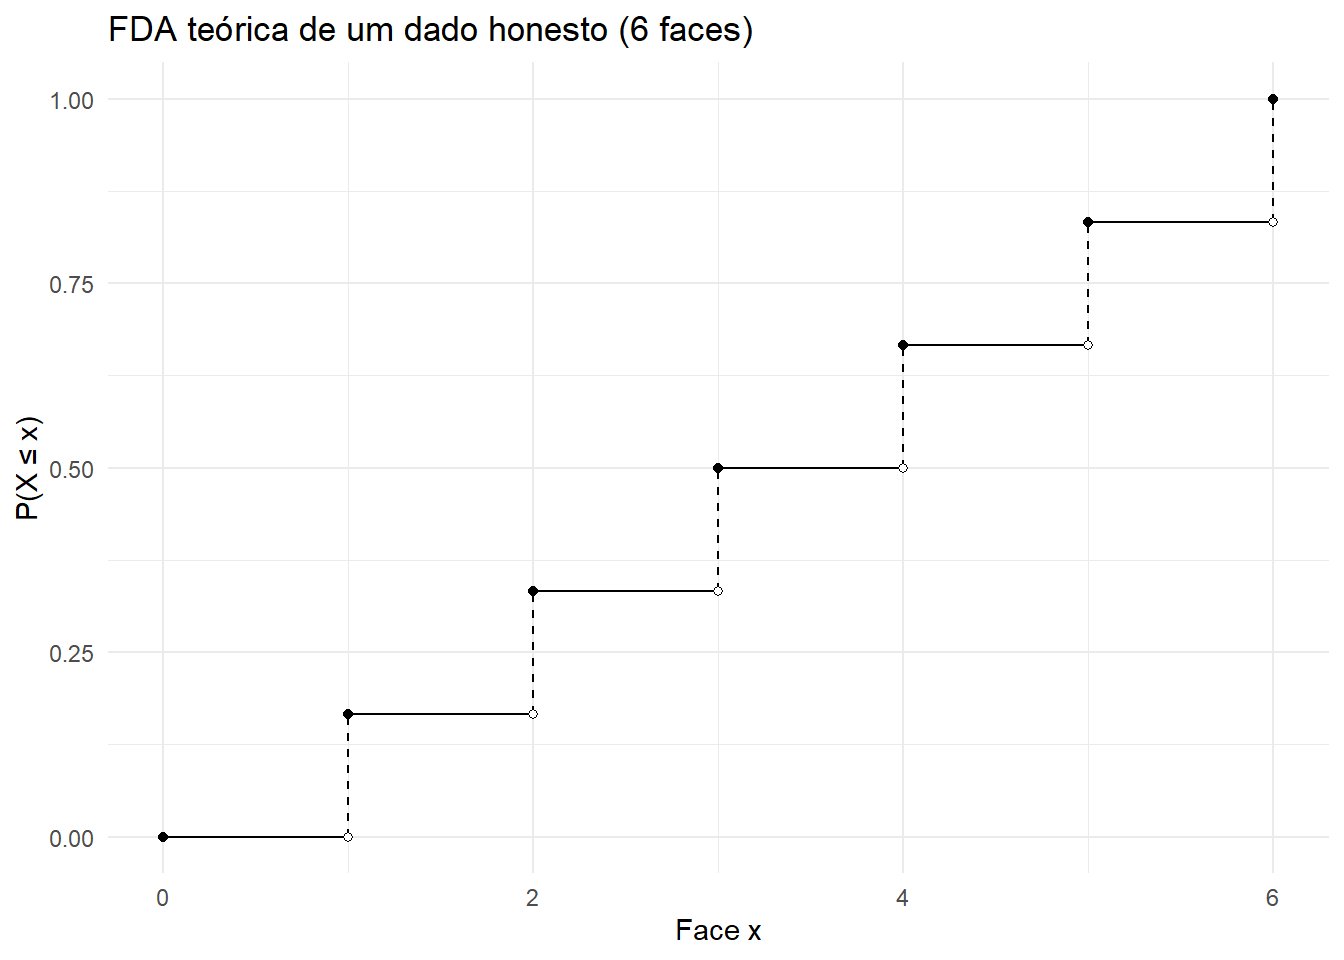 FDA teórica de um dado honesto (6 faces)
P(X ≤ x)
1.00
0.75
0.50
0.25
0.00
0 2 4 6
Face x